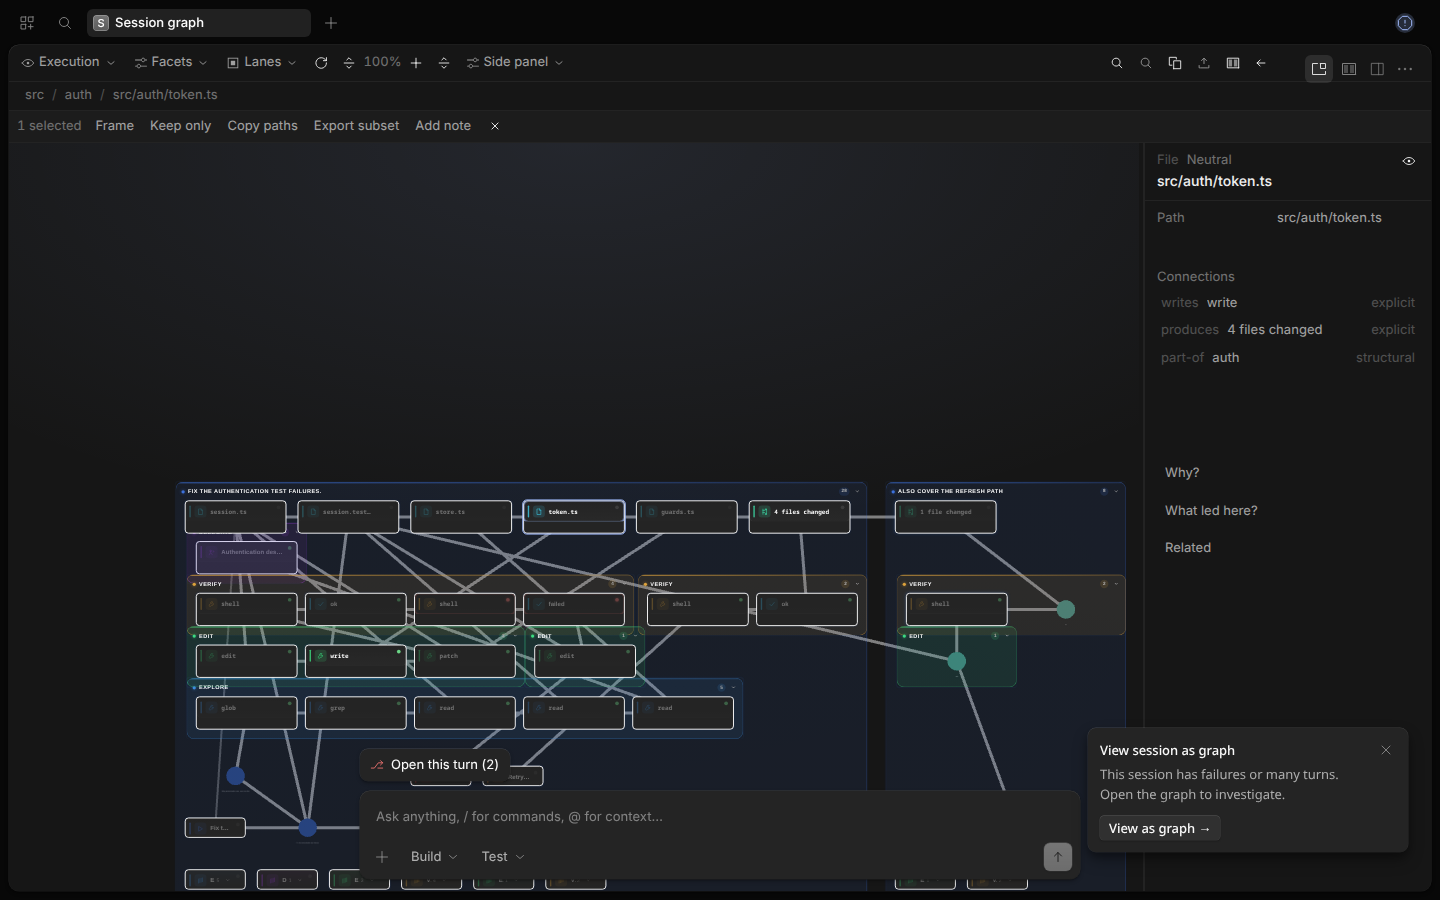 S Session graph
Execution Facets Lanes 100% Side panel
src / auth / src/auth/token.ts
1 selected Frame Keep only Copy paths Export subset Add note
File Neutral
src/auth/token.ts
Path src/auth/token.ts
Connections
writes write explicit
produces 4 files changed explicit
part-of auth structural
Why?
What led here?
Related
FIX THE AUTHENTICATION TEST FAILURES.
ALSO COVER THE REFRESH PATH
session.ts session.test… store.ts token.ts guards.ts 4 files changed 1 file changed
Authentication des…
VERIFY VERIFY VERIFY
shell ok shell failed shell ok shell
EDIT EDIT EDIT
edit write patch edit
EXPLORE
glob grep read read read
Open this turn (2)
Fix t…
Ask anything, / for commands, @ for context…
Build Test
View session as graph
This session has failures or many turns.
Open the graph to investigate.
View as graph →